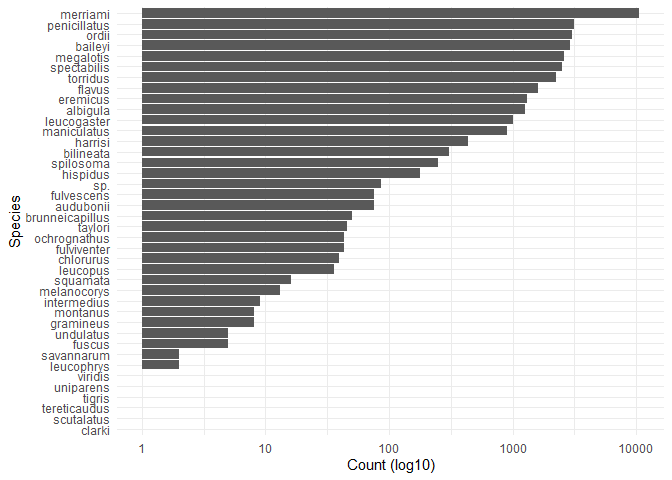 merriami
penicillatus
ordii
baileyi
megalotis
spectabilis
torridus
flavus
eremicus
albigula
leucogaster
maniculatus
harrisi
bilineata
spilosoma
hispidus
sp.
fulvescens
audubonii
brunneicapillus
taylori
ochrognathus
fulviventer
chlorurus
leucopus
squamata
melanocorys
intermedius
montanus
gramineus
undulatus
fuscus
savannarum
leucophrys
viridis
uniparens
tigris
tereticaudus
scutalatus
clarki
Species
1 10 100 1000 10000
Count (log10)